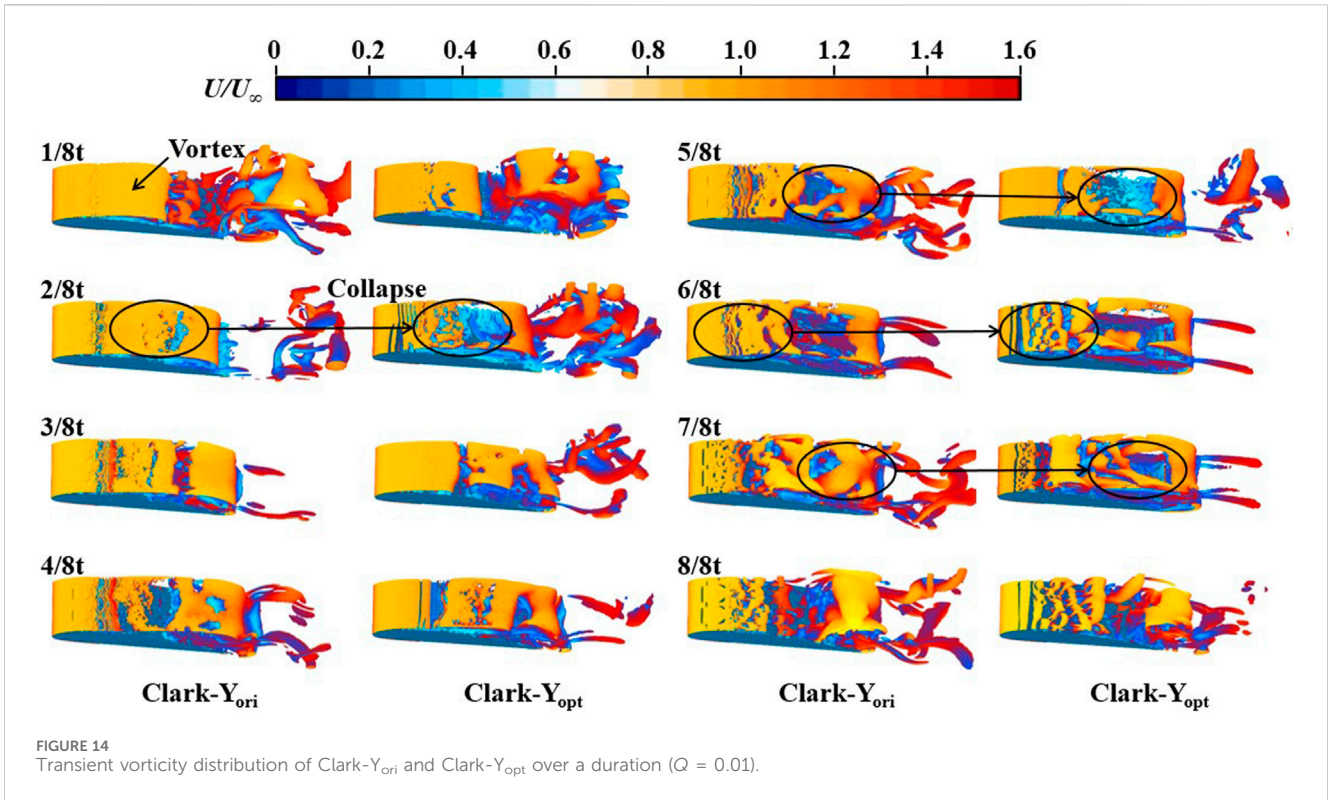 0 0.2 0.4 0.6 0.8 1.0 1.2 1.4 1.6
U/U∞
1/8t Vortex 5/8t
2/8t Collapse 6/8t
3/8t 7/8t
4/8t 8/8t
Clark-Yori Clark-Yopt Clark-Yori Clark-Yopt
FIGURE 14
Transient vorticity distribution of Clark-Yori and Clark-Yopt over a duration (Q = 0.01).